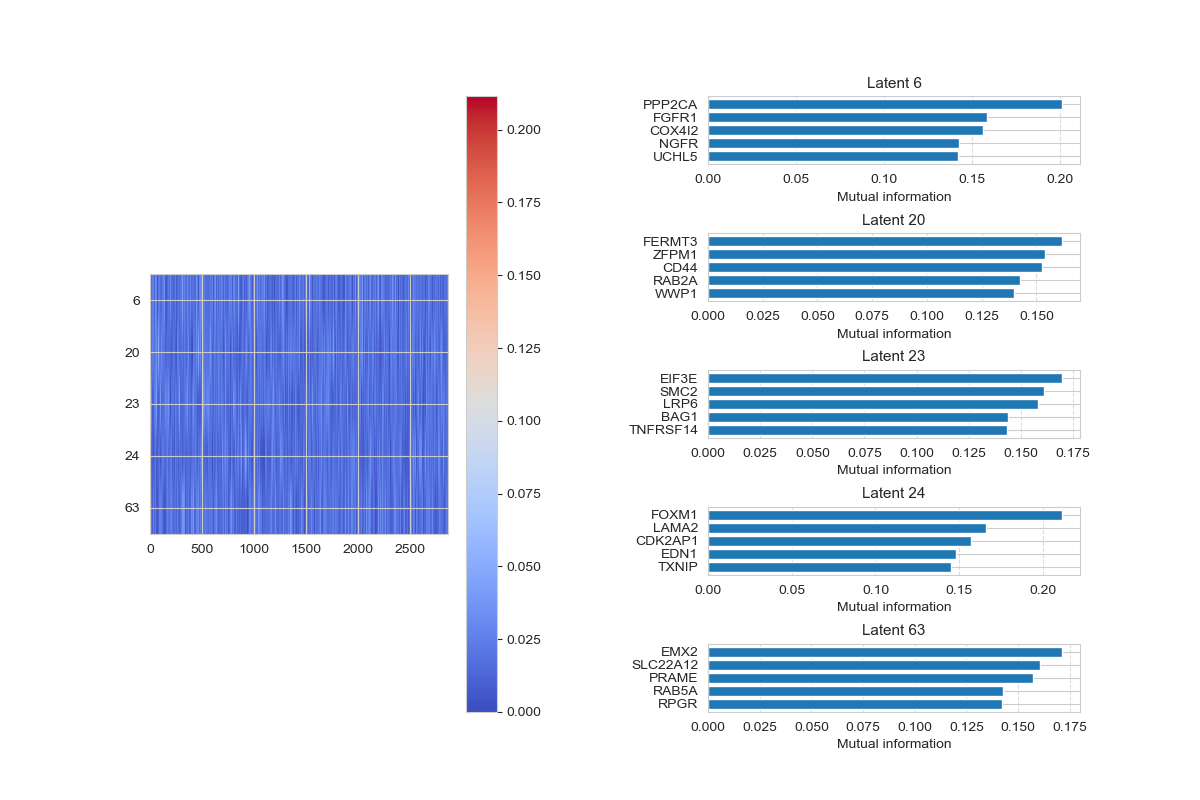 6
20
23
24
63
0 500 1000 1500 2000 2500
0.200
0.175
0.150
0.125
0.100
0.075
0.050
0.025
0.000
Latent 6
PPP2CA
FGFR1
COX4I2
NGFR
UCHL5
0.00 0.05 0.10 0.15 0.20
Mutual information
Latent 20
FERMT3
ZFPM1
CD44
RAB2A
WWP1
0.000 0.025 0.050 0.075 0.100 0.125 0.150
Mutual information
Latent 23
EIF3E
SMC2
LRP6
BAG1
TNFRSF14
0.000 0.025 0.050 0.075 0.100 0.125 0.150 0.175
Mutual information
Latent 24
FOXM1
LAMA2
CDK2AP1
EDN1
TXNIP
0.00 0.05 0.10 0.15 0.20
Mutual information
Latent 63
EMX2
SLC22A12
PRAME
RAB5A
RPGR
0.000 0.025 0.050 0.075 0.100 0.125 0.150 0.175
Mutual information